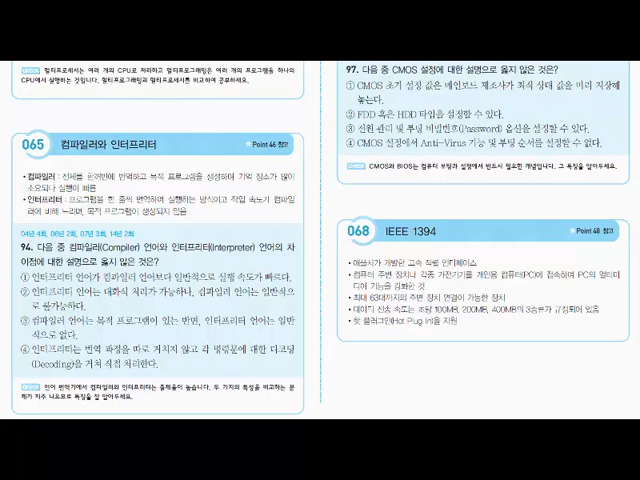 멀티프로세서는 여러 개의 CPU로 처리하고 멀티프로그래밍은 여러 개의 프로그램을 하나의
CPU에서 실행하는 것입니다. 멀티프로그래밍과 멀티프로세서를 비교하여 공부하세요.
065 컴파일러와 인터프리터 ★Point 46 참고
• 컴파일러 : 전체를 한꺼번에 번역하고 목적 프로그램을 생성하며 기억 장소가 많이
소요되나 실행이 빠름
• 인터프리터 : 프로그램을 한 줄씩 번역하며 실행하는 방식이고 작업 속도가 컴파일
러에 비해 느리며, 목적 프로그램이 생성되지 않음
04년 4회, 06년 2회, 07년 3회, 14년 2회
94. 다음 중 컴파일러(Compiler) 언어와 인터프리터(Interpreter) 언어의 차
이점에 대한 설명으로 옳지 않은 것은?
① 인터프리터 언어가 컴파일러 언어보다 일반적으로 실행 속도가 빠르다.
② 인터프리터 언어는 대화식 처리가 가능하나, 컴파일러 언어는 일반적으
로 불가능하다.
③ 컴파일러 언어는 목적 프로그램이 있는 반면, 인터프리터 언어는 일반
적으로 없다.
④ 인터프리터는 번역 과정을 따로 거치지 않고 각 명령문에 대한 디코딩
(Decoding)을 거쳐 직접 처리한다.
언어 번역기에서 컴파일러와 인터프리터는 출제율이 높습니다. 두 가지의 특징을 비교하는 문
제가 자주 나오므로 특징을 잘 알아두세요.
97. 다음 중 CMOS 설정에 대한 설명으로 옳지 않은 것은?
① CMOS 초기 설정 값은 메인보드 제조사가 최적 상태 값을 미리 저장해
놓는다.
② FDD 혹은 HDD 타입을 설정할 수 있다.
③ 전원 관리 및 부팅 비밀번호(Password) 옵션을 설정할 수 있다.
④ CMOS 설정에서 Anti-Virus 기능 및 부팅 순서를 설정할 수 없다.
CMOS와 BIOS는 컴퓨터 부팅과 설정에서 반드시 필요한 개념입니다. 그 특징을 알아두세요.
068 IEEE 1394 ★Point 48 참고
• 애플사가 개발한 고속 직렬 인터페이스
• 컴퓨터 주변 장치나 각종 가전기기를 개인용 컴퓨터(PC)에 접속하여 PC의 멀티미
디어 기능을 강화한 것
• 최대 63대까지의 주변 장치 연결이 가능한 장치
• 데이터 전송 속도는 초당 100MB, 200MB, 400MB의 3종류가 규정되어 있음
• 핫 플러그인(Hot Plug In)을 지원